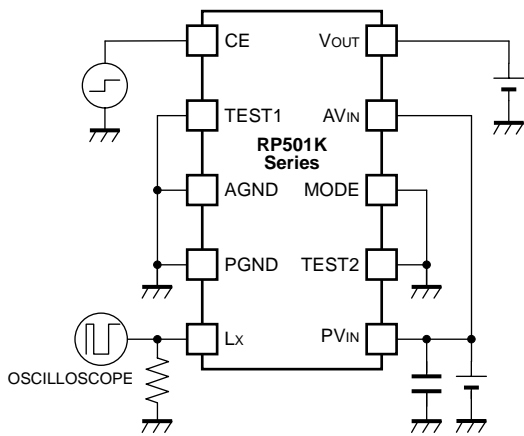 CE
VOUT
TEST1
AVIN
RP501K
Series
AGND
MODE
PGND
TEST2
LX
PVIN
OSCILLOSCOPE